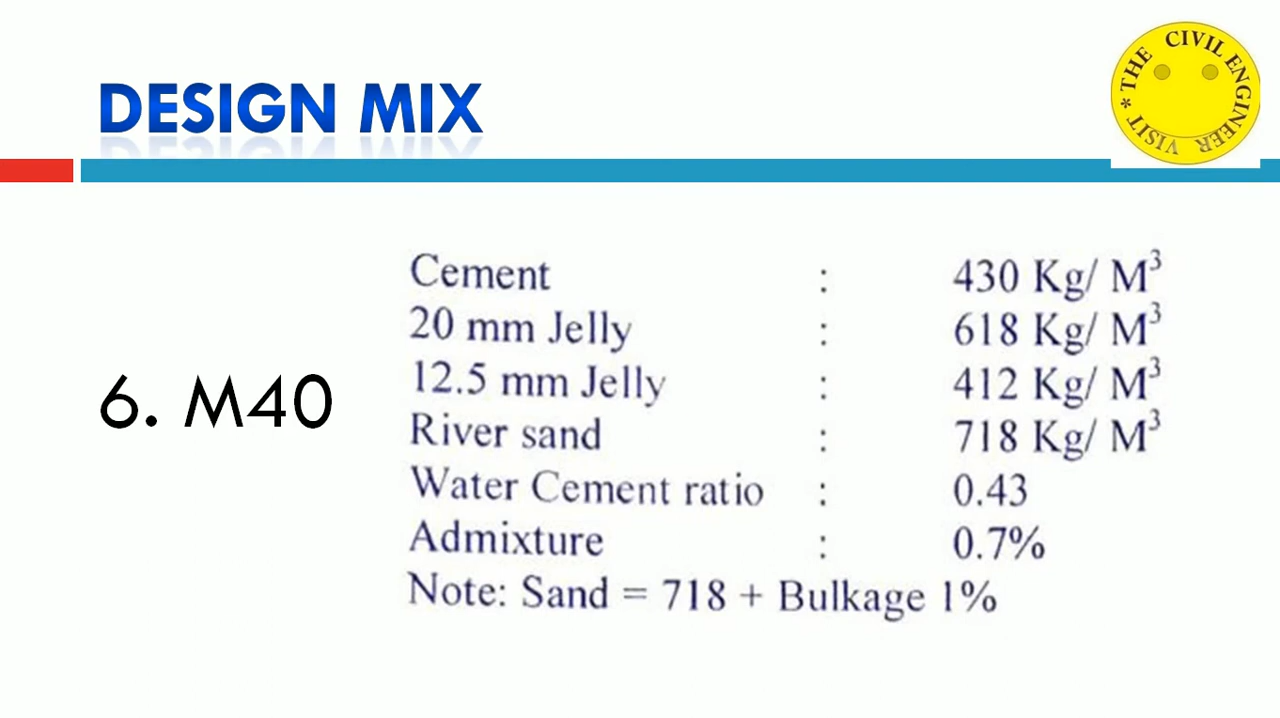 DESIGN MIX
* THE CIVIL ENGINEER VISIT
6. M40
Cement : 430 Kg/ M³
20 mm Jelly : 618 Kg/ M³
12.5 mm Jelly : 412 Kg/ M³
River sand : 718 Kg/ M³
Water Cement ratio : 0.43
Admixture : 0.7%
Note: Sand = 718 + Bulkage 1%